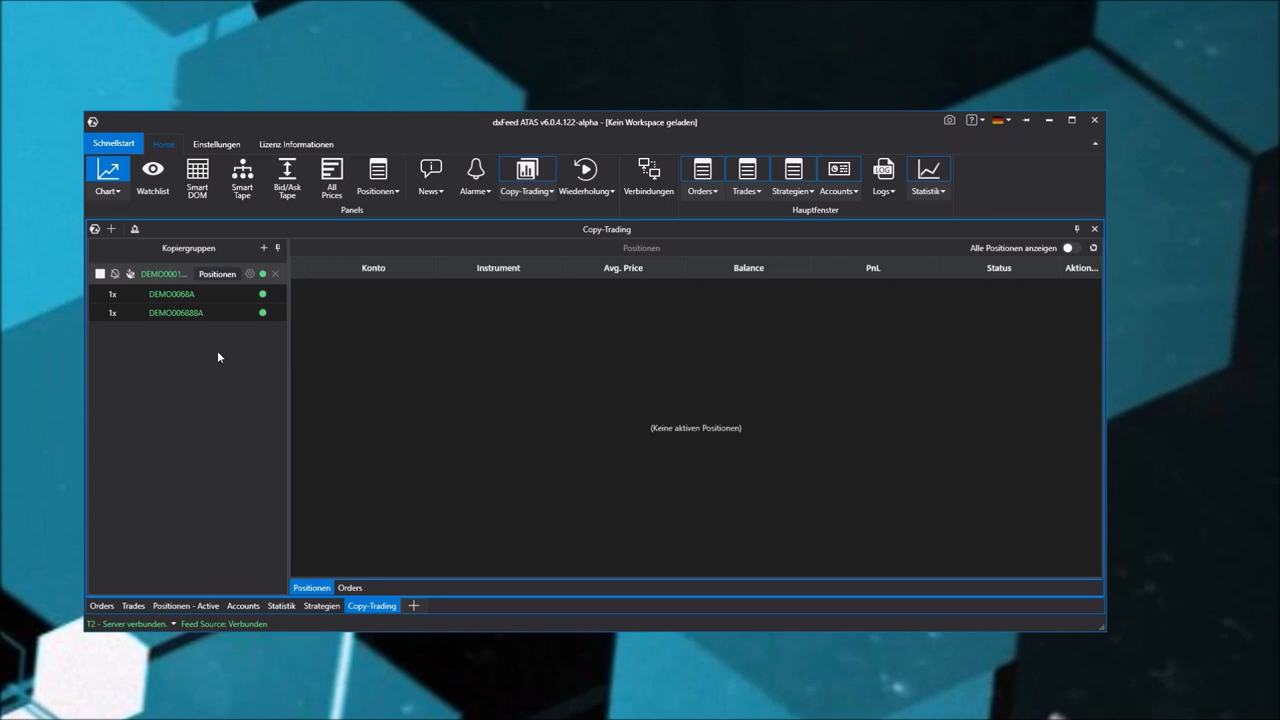 dxFeed ATAS v6.0.4.122-alpha - [Kein Workspace geladen]
Schnellstart Home Einstellungen Lizenz Informationen
Chart Watchlist Smart DOM Smart Tape Bid/Ask Tape All Prices Positionen News Alarme Copy-Trading Wiederholung Verbindungen Orders Trades Strategien Accounts LOG Logs Statistik
Panels Hauptfenster
Copy-Trading
Kopiergruppen Positionen Alle Positionen anzeigen
Konto Instrument Avg. Price Balance PnL Status Aktion...
DEMO0001... Positionen
1x DEMO0068A
1x DEMO006888A
(Keine aktiven Positionen)
Positionen Orders
Orders Trades Positionen - Active Accounts Statistik Strategien Copy-Trading
T2 - Server verbunden. Feed Source: Verbunden